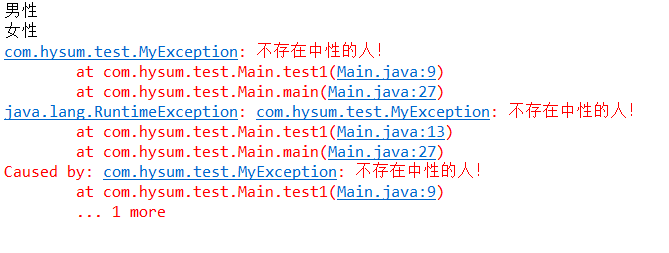 男性
女性
com.hysum.test.MyException: 不存在中性的人!
at com.hysum.test.Main.test1(Main.java:9)
at com.hysum.test.Main.main(Main.java:27)
java.lang.RuntimeException: com.hysum.test.MyException: 不存在中性的人!
at com.hysum.test.Main.test1(Main.java:13)
at com.hysum.test.Main.main(Main.java:27)
Caused by: com.hysum.test.MyException: 不存在中性的人!
at com.hysum.test.Main.test1(Main.java:9)
... 1 more